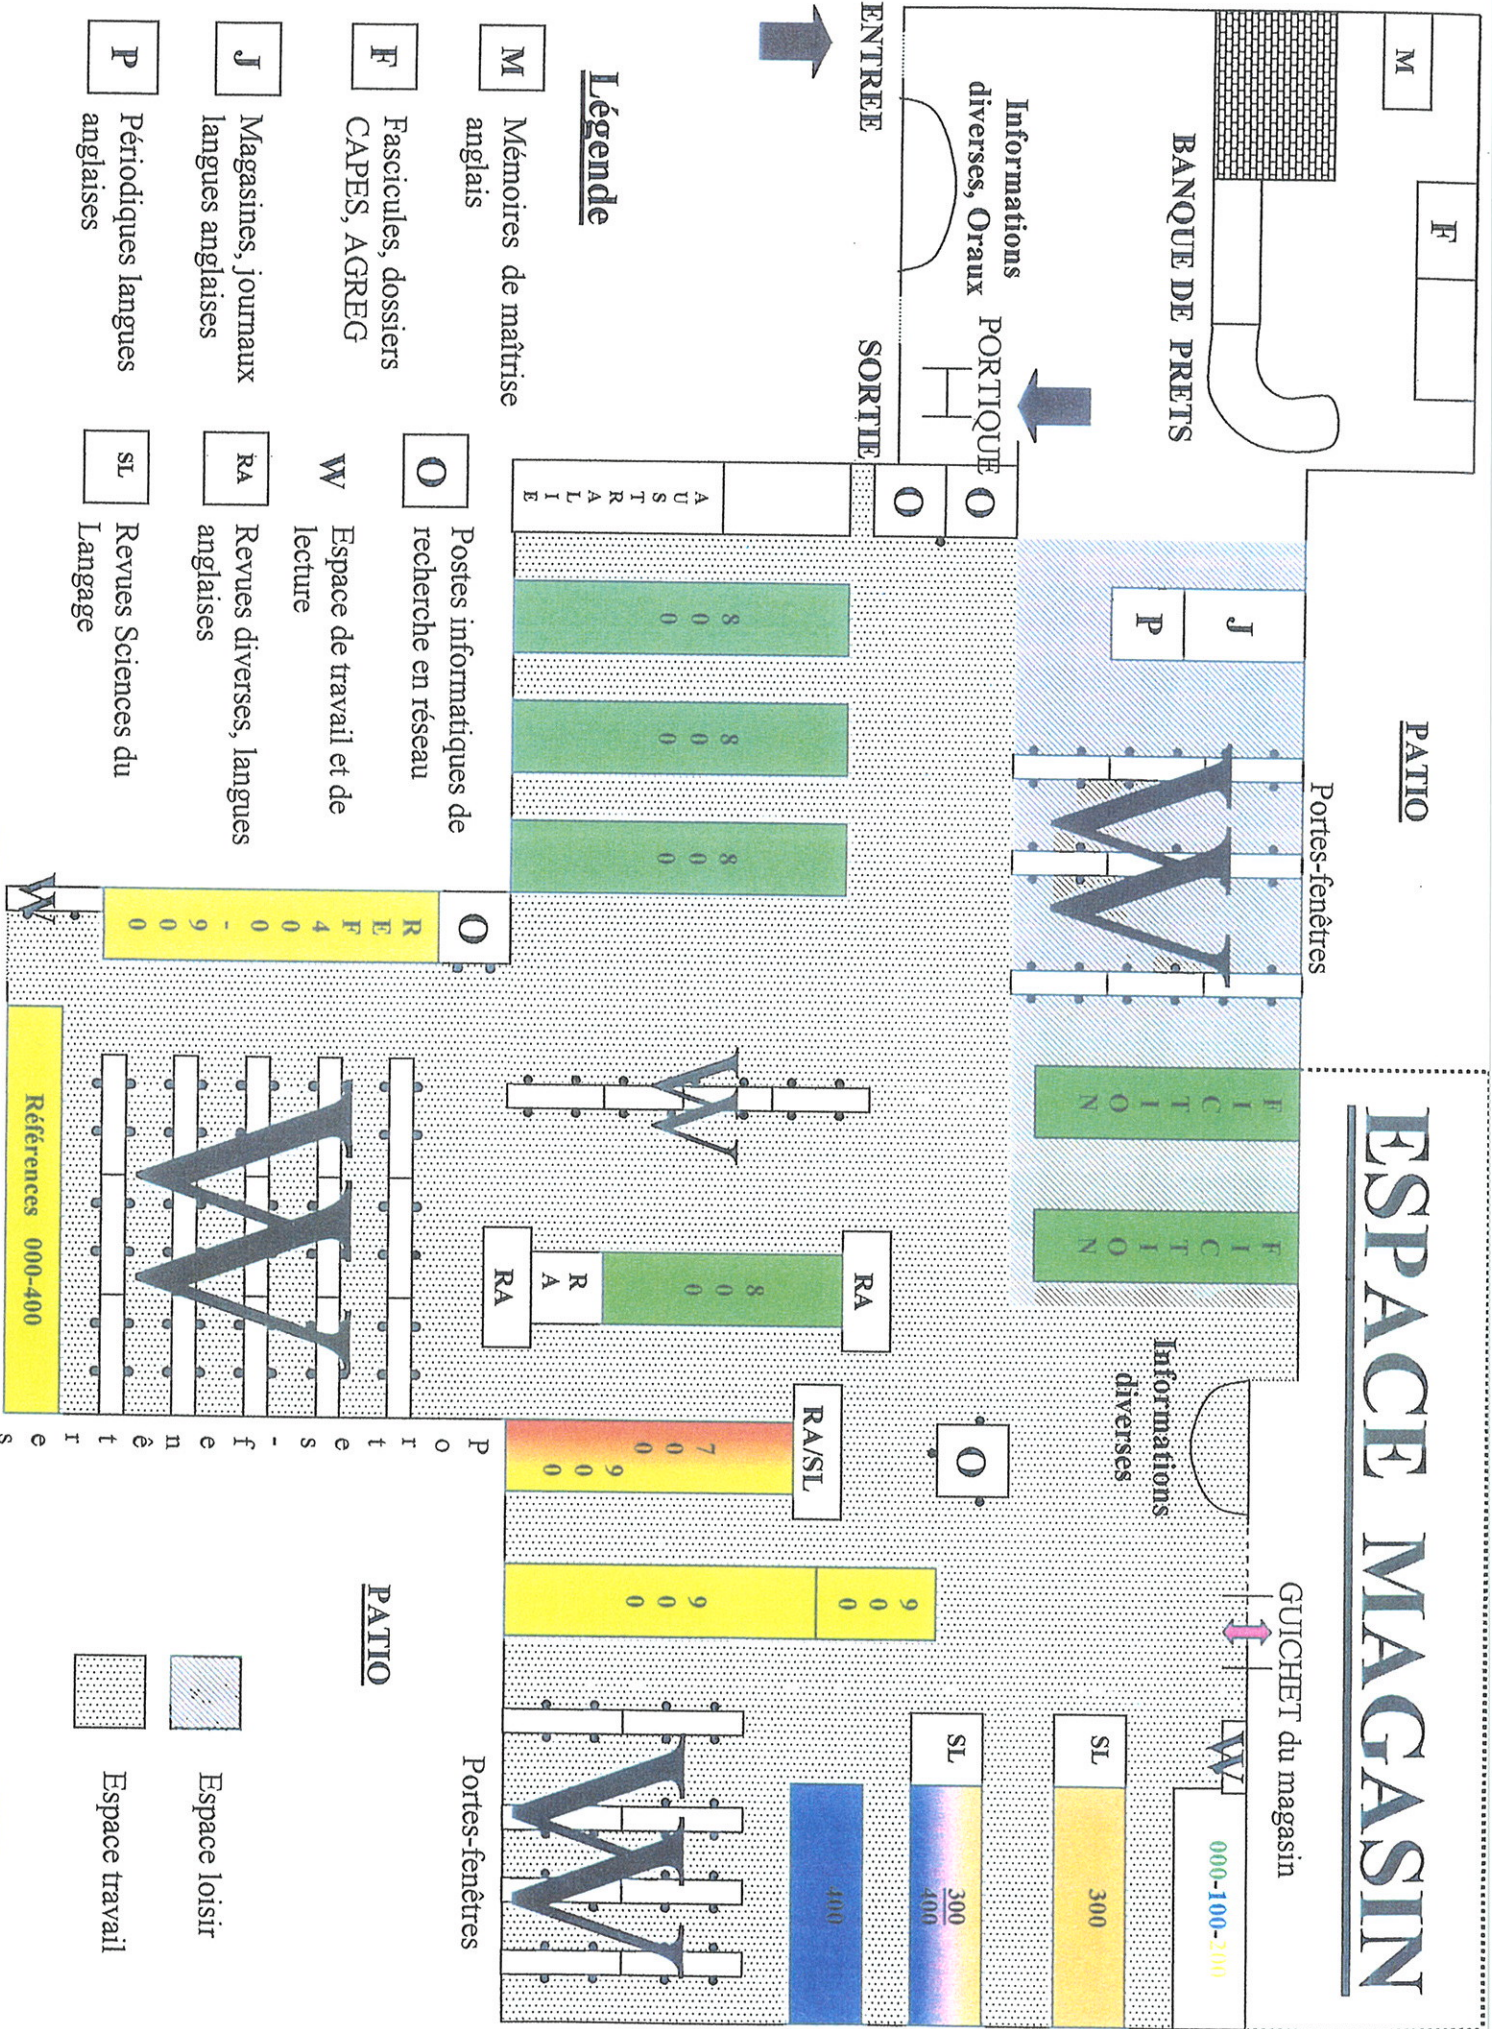 ESPACE MAGASIN
M
F
BANQUE DE PRETS
PATIO
Portes-fenêtres
Informations
diverses, Oraux
PORTIQUE
ENTREE
SORTIE
J
P
W
FICTION
FICTION
Informations
diverses
GUICHET du magasin
W
000-100-200
SL
300
SL
300
400
400
O
O
AUSTRALIE
800
800
800
W
RA
800
RA
RA
RA/SL
700
900
O
900
900
W
Portes-fenêtres
O
REF 400-900
W
W
Références 000-400
Portes-fenêtres
PATIO
Espace loisir
Espace travail
Légende
M
Mémoires de maîtrise
anglais
F
Fascicules, dossiers
CAPES, AGREG
J
Magasines, journaux
langues anglaises
P
Périodiques langues
anglaises
O
Postes informatiques de
recherche en réseau
W
Espace de travail et de
lecture
RA
Revues diverses, langues
anglaises
SL
Revues Sciences du
Langage